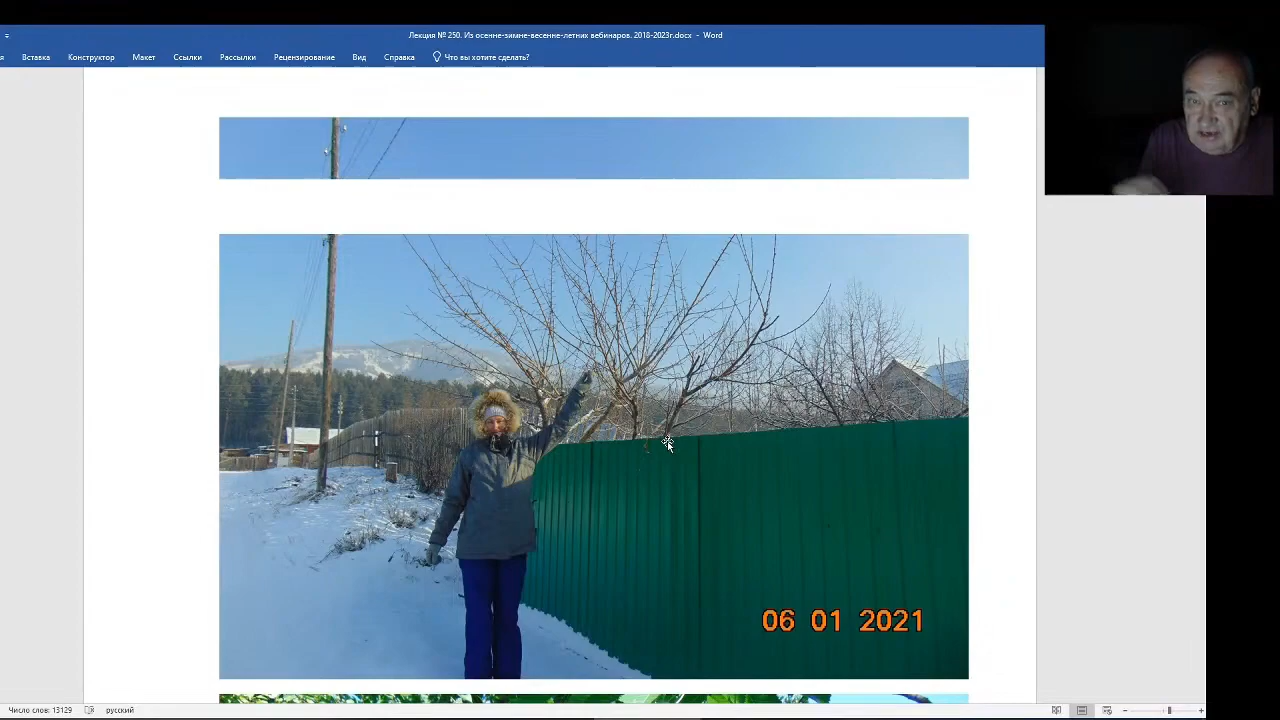 Лекция № 250. Из осенне-зимне-весенне-летних вебинаров. 2018-2023г.docx - Word
я Вставка Конструктор Макет Ссылки Рассылки Рецензирование Вид Справка Что вы хотите сделать?
06 01 2021
Число слов: 13129 русский